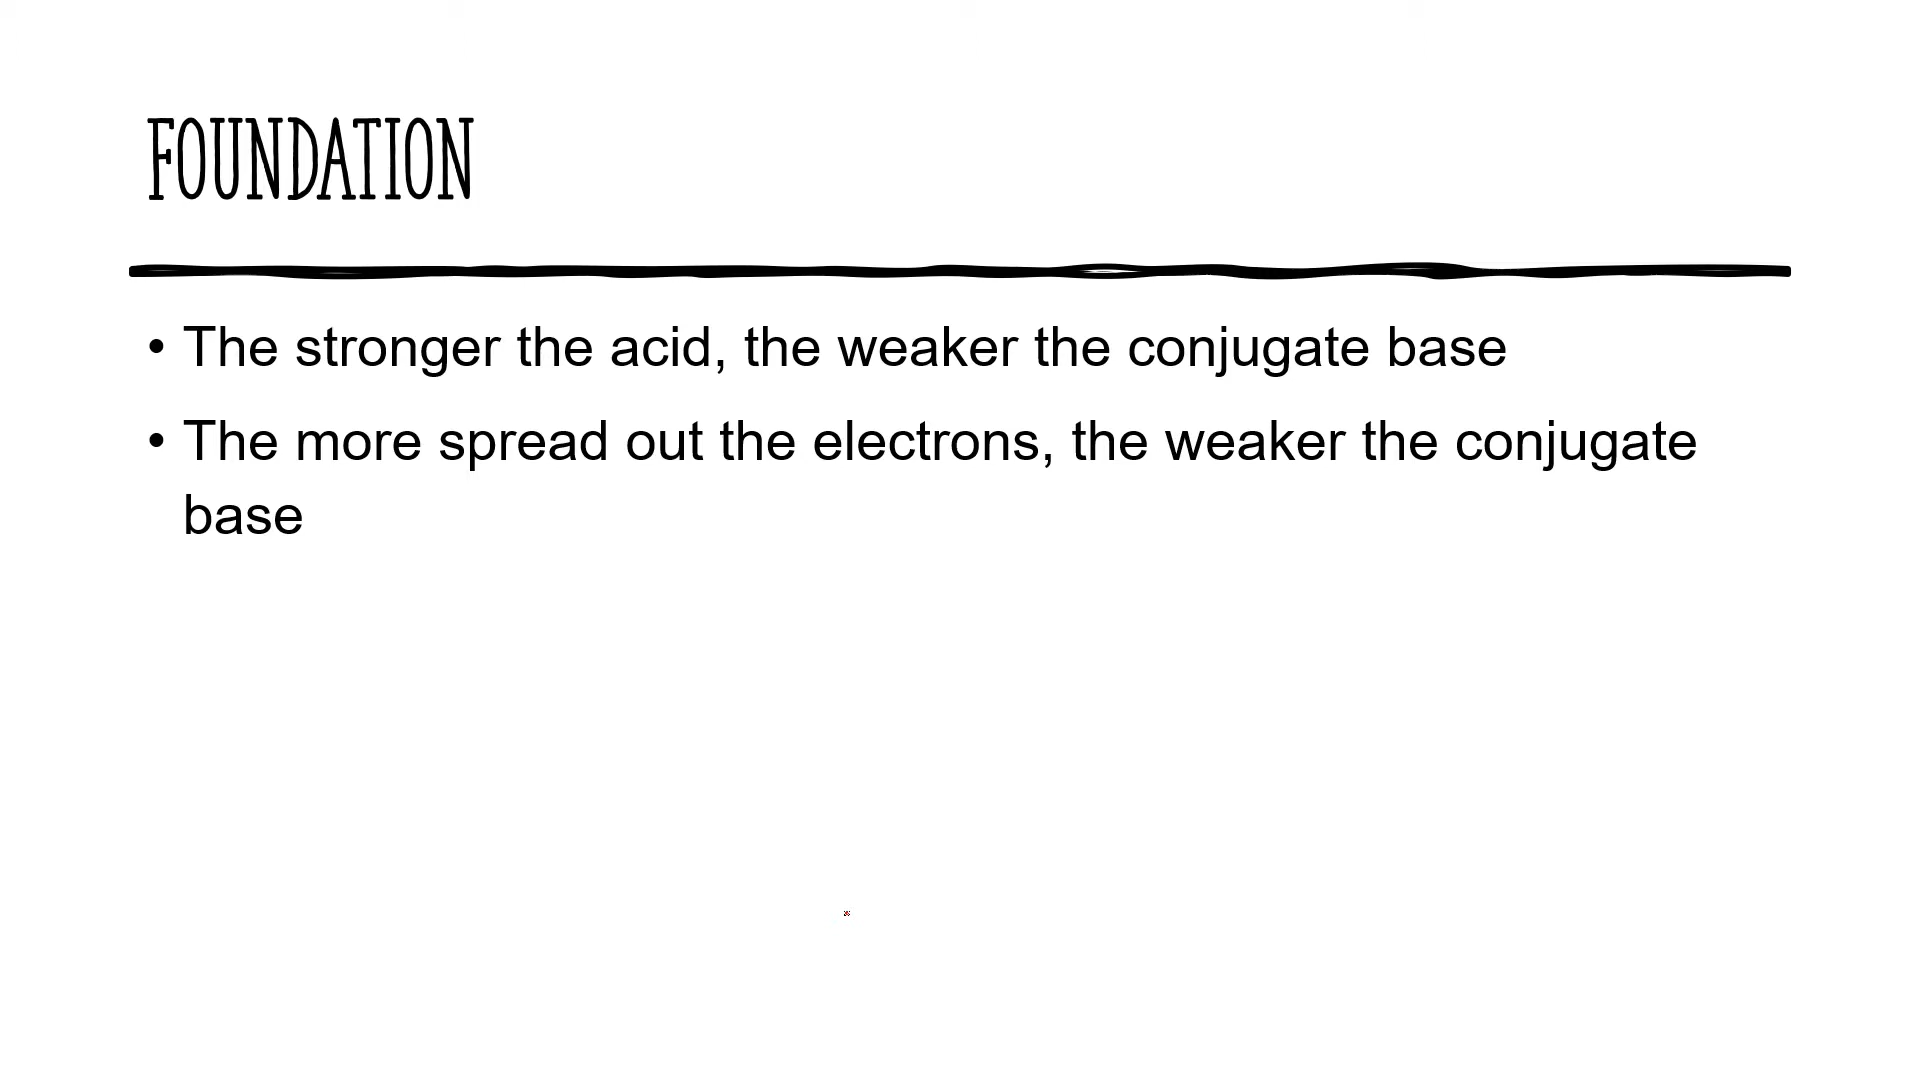 FOUNDATION
• The stronger the acid, the weaker the conjugate base
• The more spread out the electrons, the weaker the conjugate
base